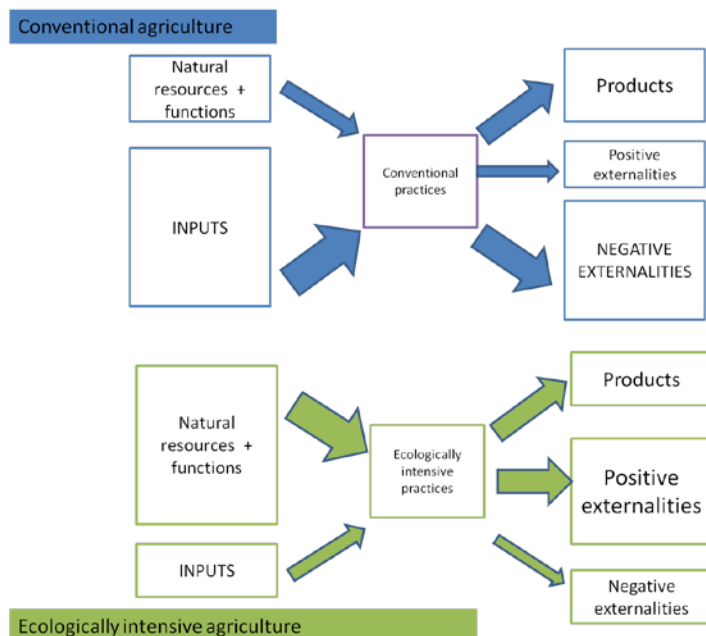 Conventional agriculture
Natural
resources +
functions
INPUTS
Conventional
practices
Products
Positive
externalities
NEGATIVE
EXTERNALITIES
Natural
resources +
functions
INPUTS
Ecologically
intensive
practices
Products
Positive
externalities
Negative
externalities
Ecologically intensive agriculture